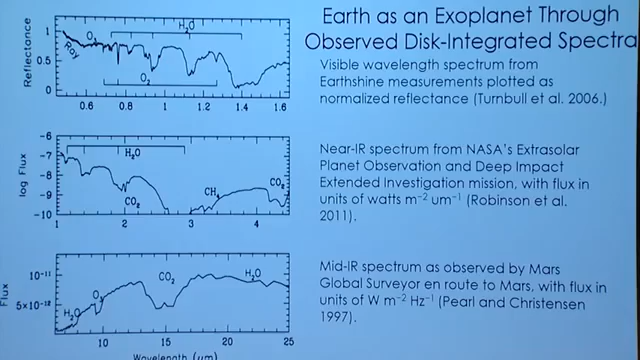 Earth as an Exoplanet Through
Observed Disk-Integrated Spectra
Visible wavelength spectrum from
Earthshine measurements plotted as
normalized reflectance (Turnbull et al. 2006.)
Near-IR spectrum from NASA's Extrasolar
Planet Observation and Deep Impact
Extended Investigation mission, with flux in
units of watts m⁻² um⁻¹ (Robinson et al.
2011).
Mid-IR spectrum as observed by Mars
Global Surveyor en route to Mars, with flux in
units of W m⁻² Hz⁻¹ (Pearl and Christensen
1997).
Reflectance
1
0.5
0
Ray
O₃
H₂O
O₂
0.6 0.8 1 1.2 1.4 1.6
log Flux
-6
-7
-8
-9
-10
H₂O
CO₂
CH₄
CO₂
1 2 3 4
Flux
10⁻¹¹
5×10⁻¹²
H₂O
O₃
CO₂
H₂O
10 15 20 25
Wavelength (μm)